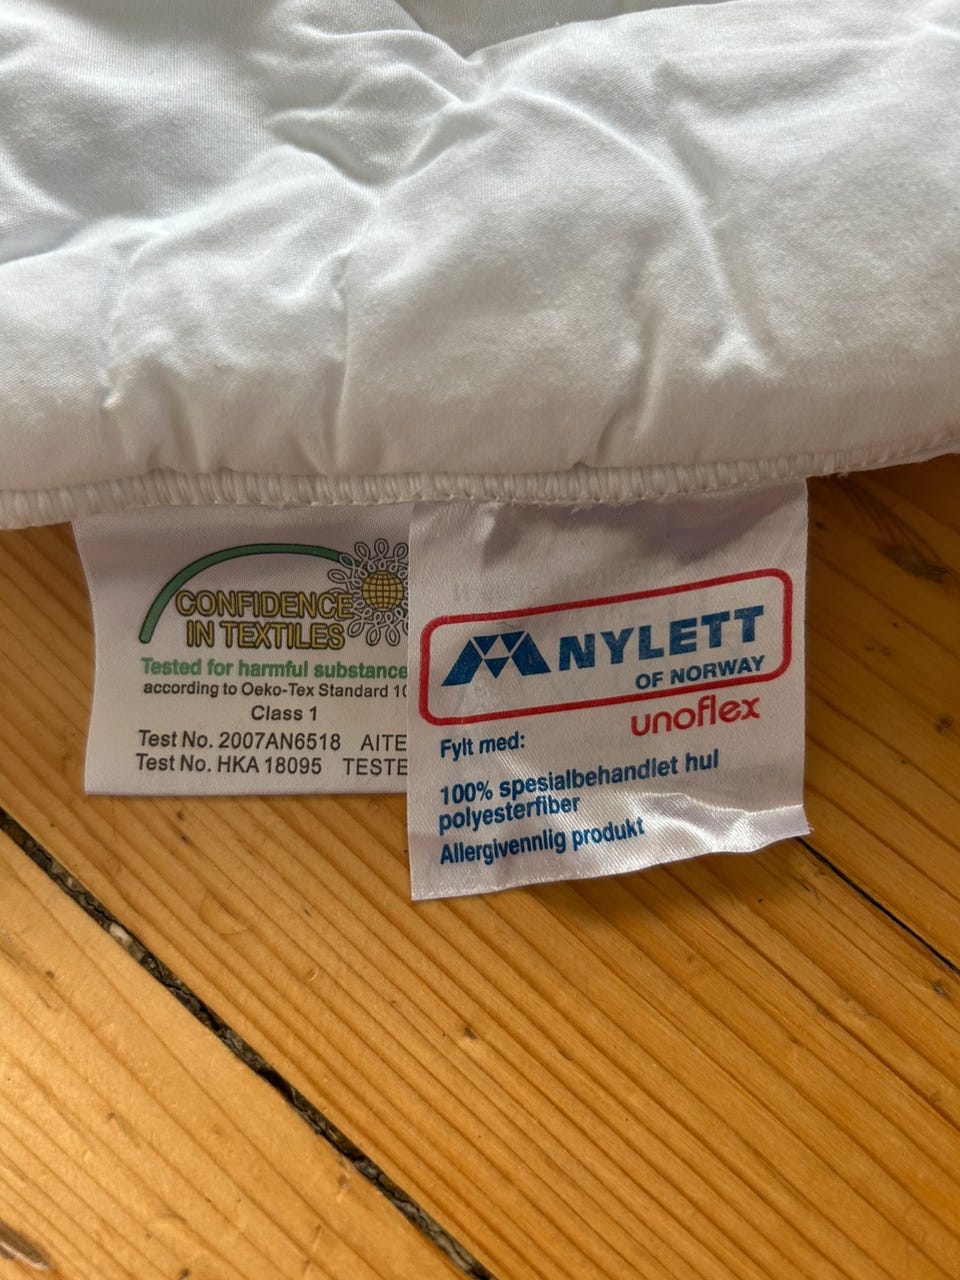 CONFIDENCE
IN TEXTILES
Tested for harmful substance
according to Oeko-Tex Standard 10
Class 1
Test No. 2007AN6518 AITE
Test No. HKA 18095 TESTE
NYLETT
OF NORWAY
unoflex
Fylt med:
100% spesialbehandlet hul
polyesterfiber
Allergivennlig produkt